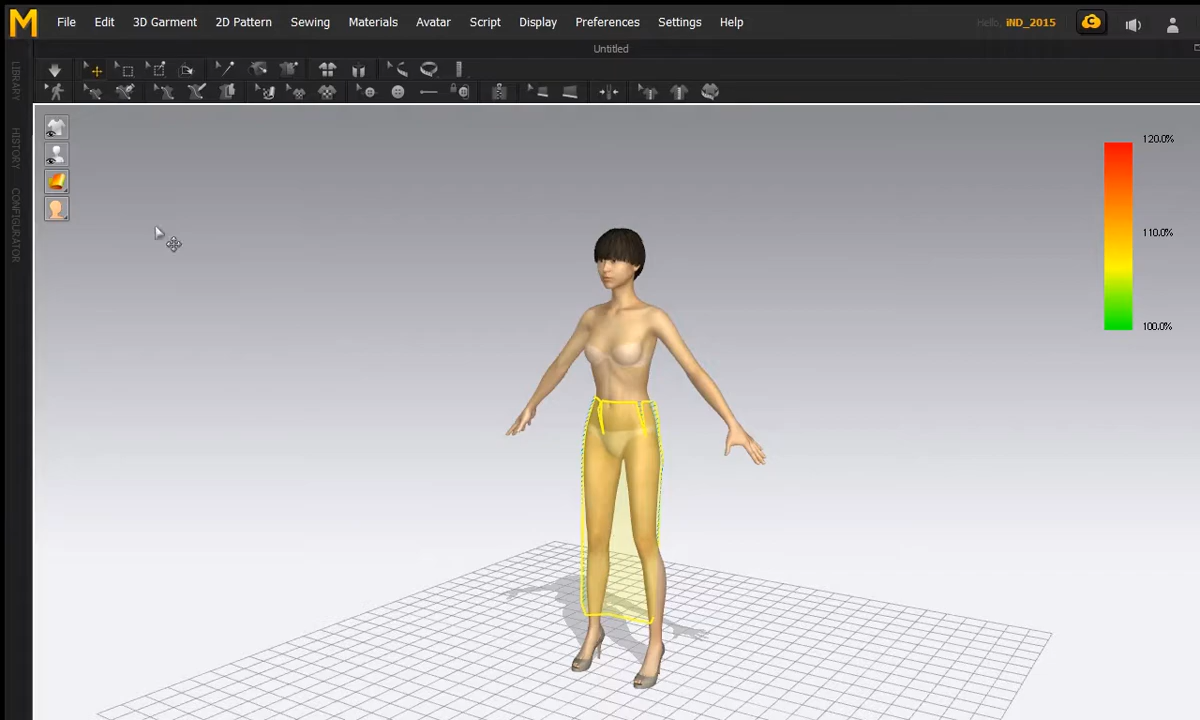 M File Edit 3D Garment 2D Pattern Sewing Materials Avatar Script Display Preferences Settings Help Hello, iND_2015 C
Untitled
LIBRARY
HISTORY
CONFIGURATOR
120.0%
110.0%
100.0%